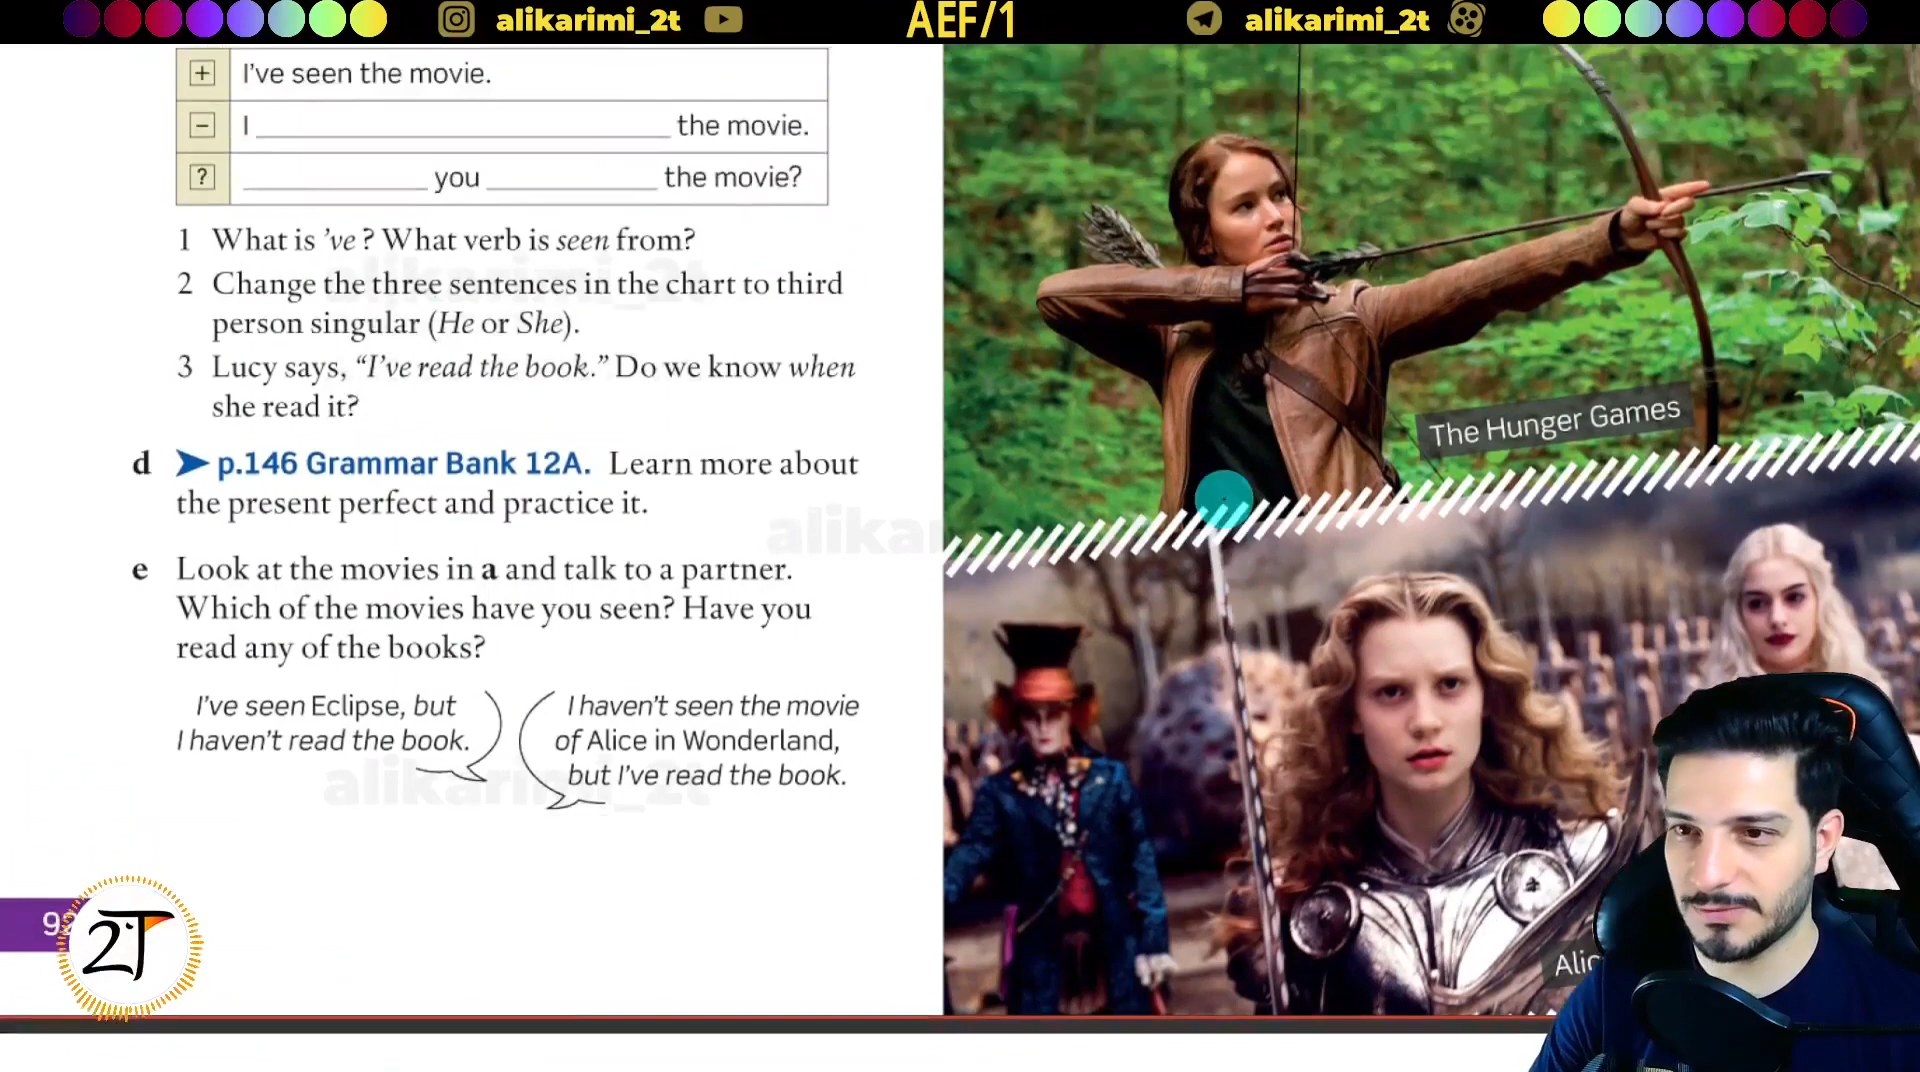 alikarimi_2t
AEF/1
alikarimi_2t
+ I've seen the movie.
− I ____ the movie.
? ____ you ____ the movie?
1 What is 've? What verb is seen from?
2 Change the three sentences in the chart to third
person singular (He or She).
3 Lucy says, "I've read the book." Do we know when
she read it?
d ➤ p.146 Grammar Bank 12A. Learn more about
the present perfect and practice it.
e Look at the movies in a and talk to a partner.
Which of the movies have you seen? Have you
read any of the books?
I've seen Eclipse, but
I haven't read the book.
I haven't seen the movie
of Alice in Wonderland,
but I've read the book.
The Hunger Games
alikarimi_2t
2T